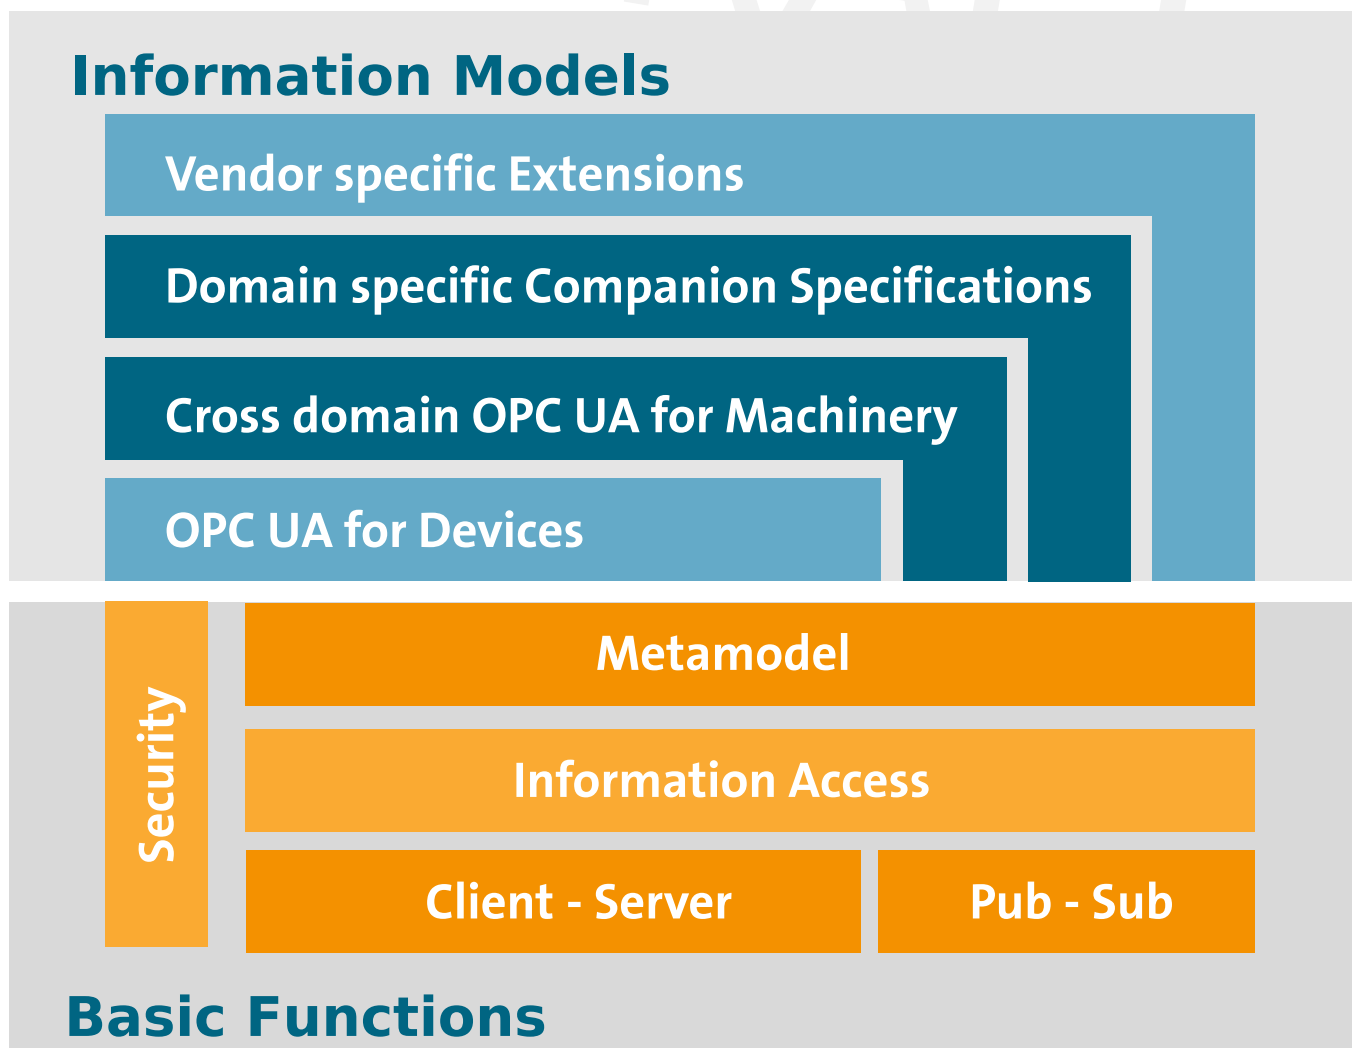 Information Models
Vendor specific Extensions
Domain specific Companion Specifications
Cross domain OPC UA for Machinery
OPC UA for Devices
Security
Metamodel
Information Access
Client - Server
Pub - Sub
Basic Functions